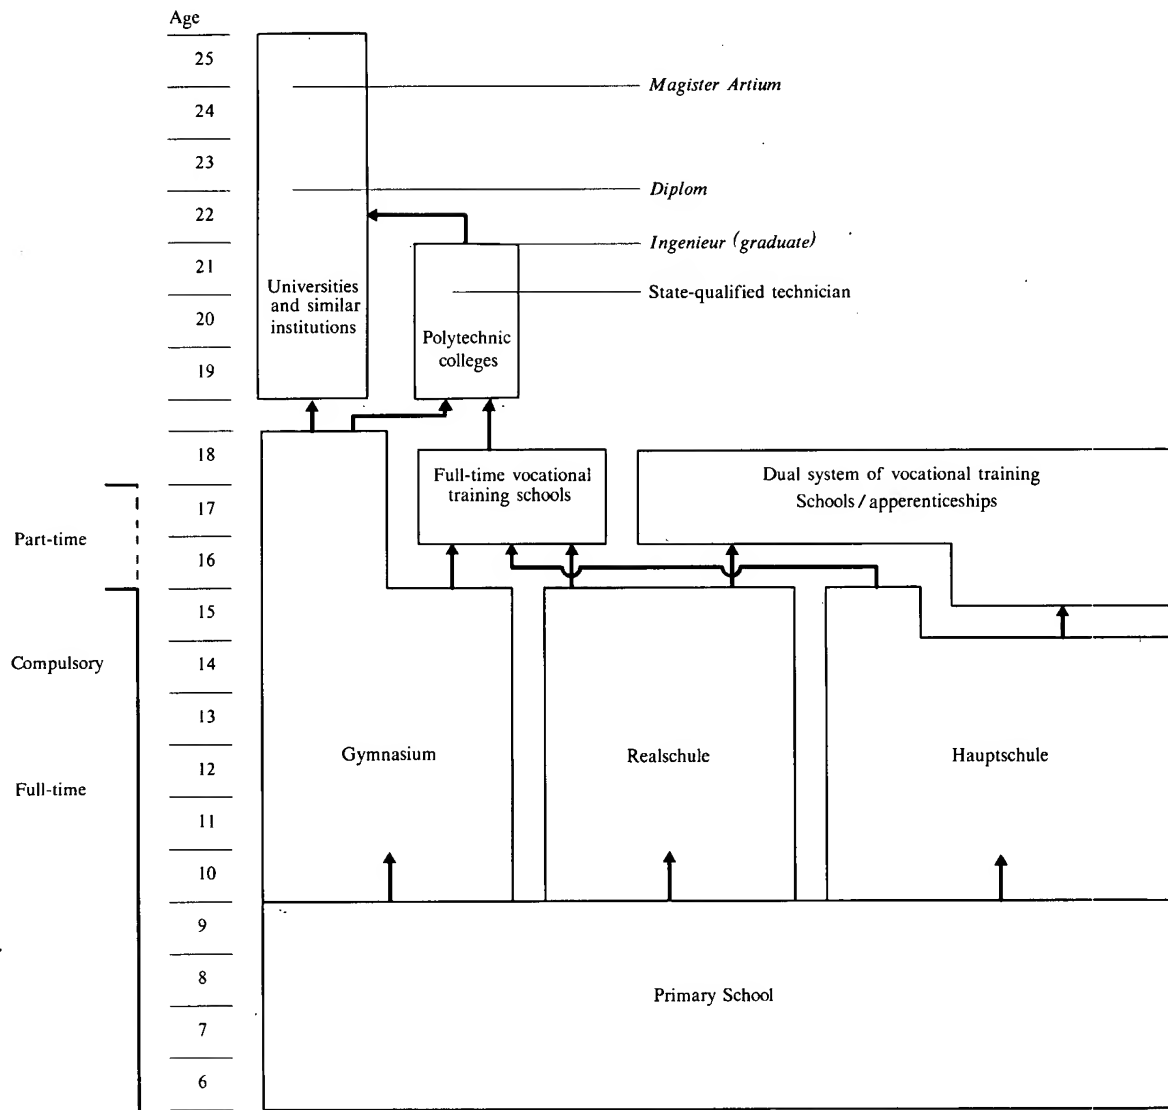 Age
25
Magister Artium
24
23
Diplom
22
Ingenieur (graduate)
21
Universities
and similar
institutions
State-qualified technician
20
Polytechnic
colleges
19
18
Full-time vocational
training schools
Dual system of vocational training
Schools / apperenticeships
17
Part-time
16
15
Compulsory
14
13
Gymnasium
Realschule
Hauptschule
12
Full-time
11
10
9
8
Primary School
7
6